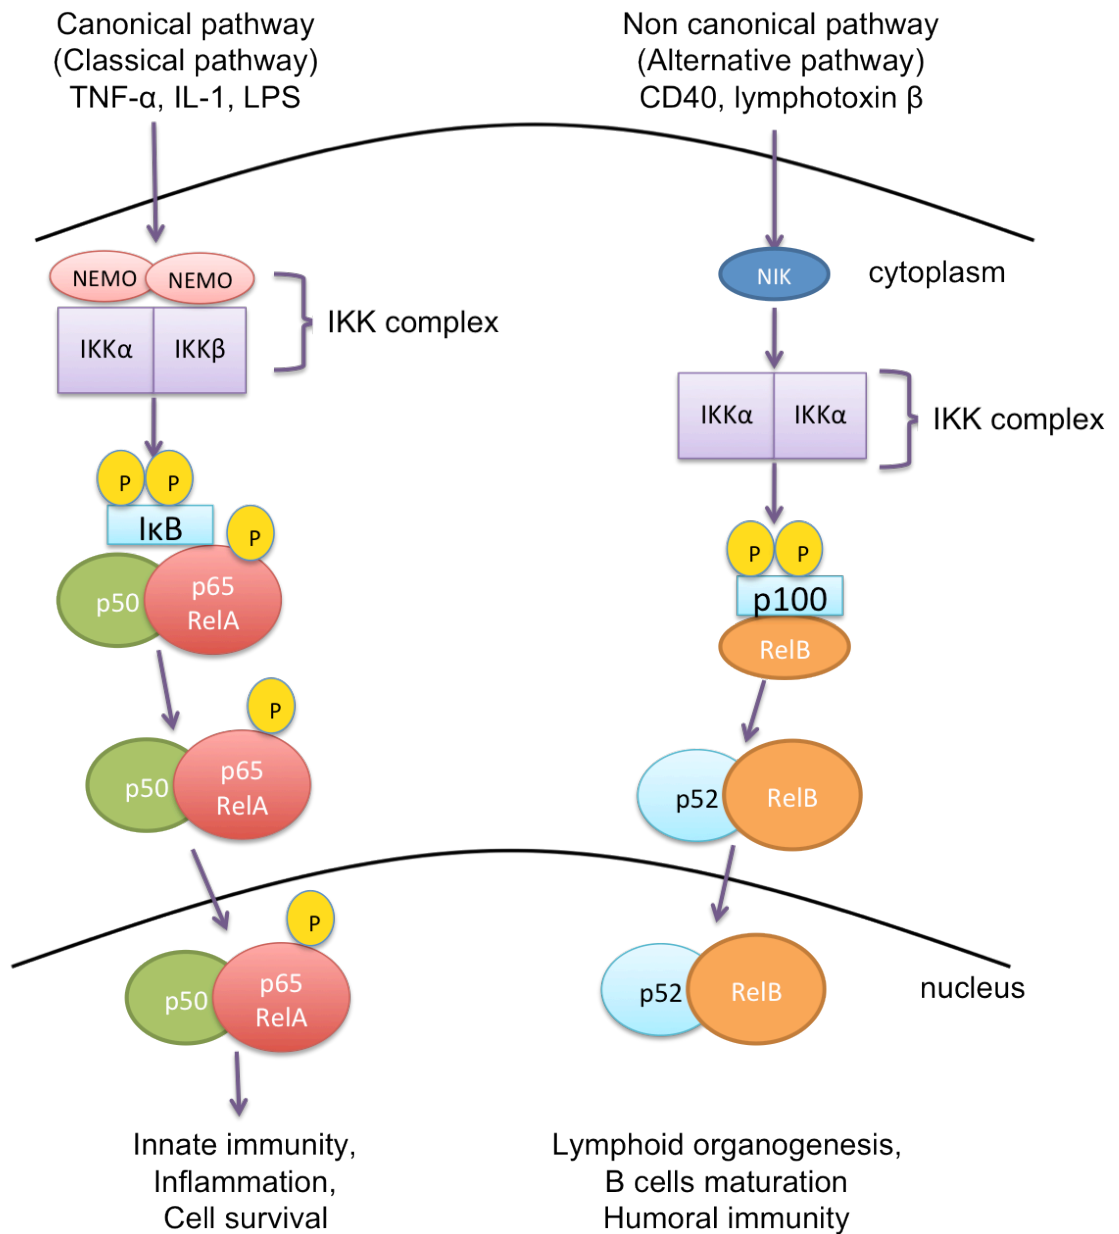 Canonical pathway
(Classical pathway)
TNF-α, IL-1, LPS
Non canonical pathway
(Alternative pathway)
CD40, lymphotoxin β
NEMO
NEMO
IKKα
IKKβ
IKK complex
P
P
IκB
P
p50
p65
RelA
P
p50
p65
RelA
P
p50
p65
RelA
Innate immunity,
Inflammation,
Cell survival
NIK
cytoplasm
IKKα
IKKα
IKK complex
P
P
p100
RelB
p52
RelB
p52
RelB
nucleus
Lymphoid organogenesis,
B cells maturation
Humoral immunity